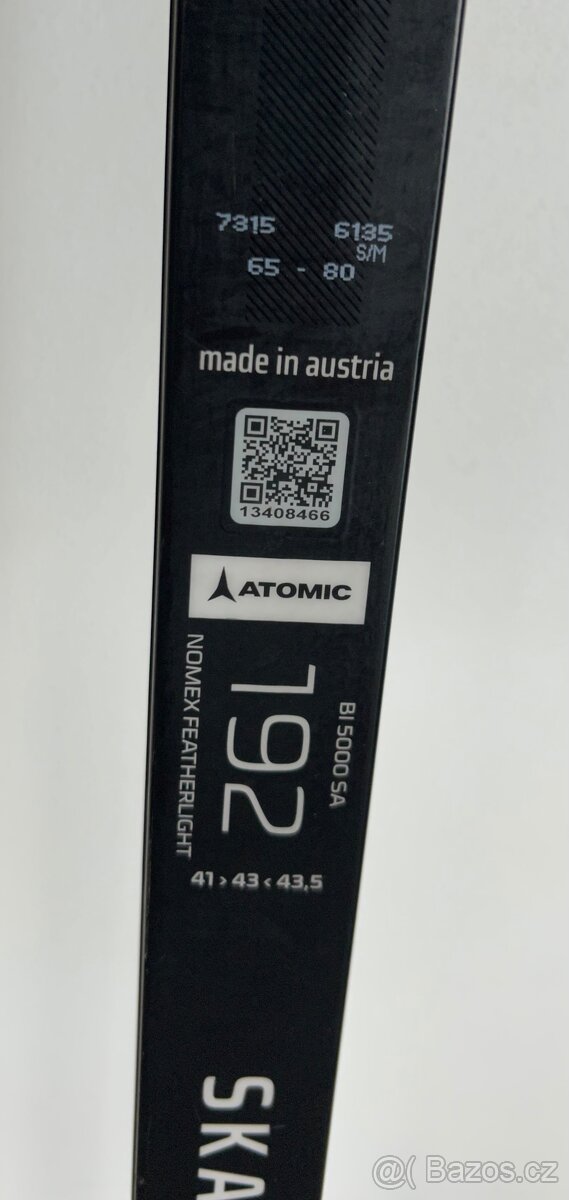 7315 6135
S/M
65 - 80
made in austria
13408466
ATOMIC
BI 5000 SA
192
NOMEX FEATHERLIGHT
41 > 43 < 43.5
SKA
@( Bazoš.cz